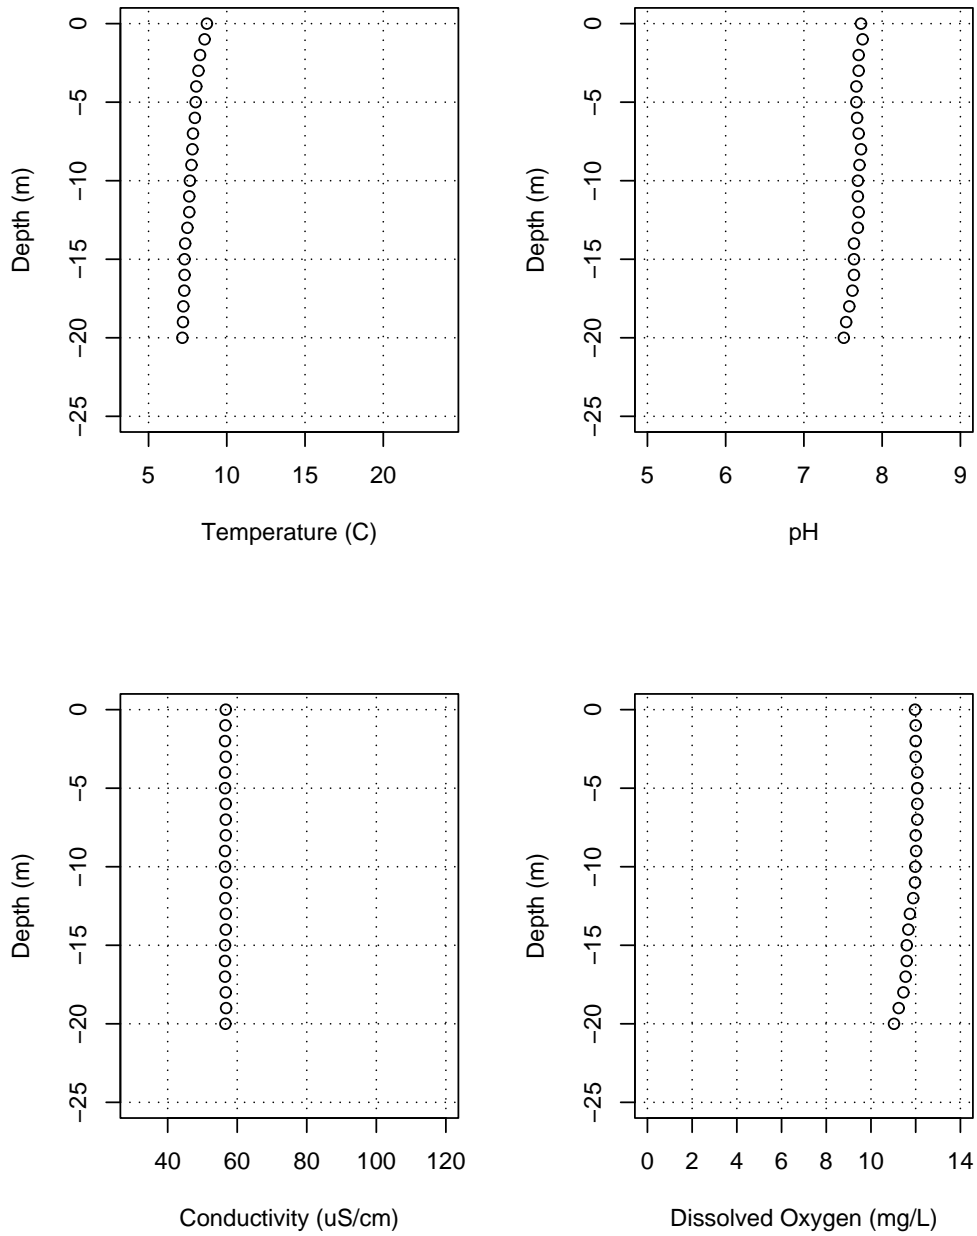 0
−5
−10
−15
−20
−25
Depth (m)
5 10 15 20
Temperature (C)
0
−5
−10
−15
−20
−25
Depth (m)
5 6 7 8 9
pH
0
−5
−10
−15
−20
−25
Depth (m)
40 60 80 100 120
Conductivity (uS/cm)
0
−5
−10
−15
−20
−25
Depth (m)
0 2 4 6 8 10 14
Dissolved Oxygen (mg/L)